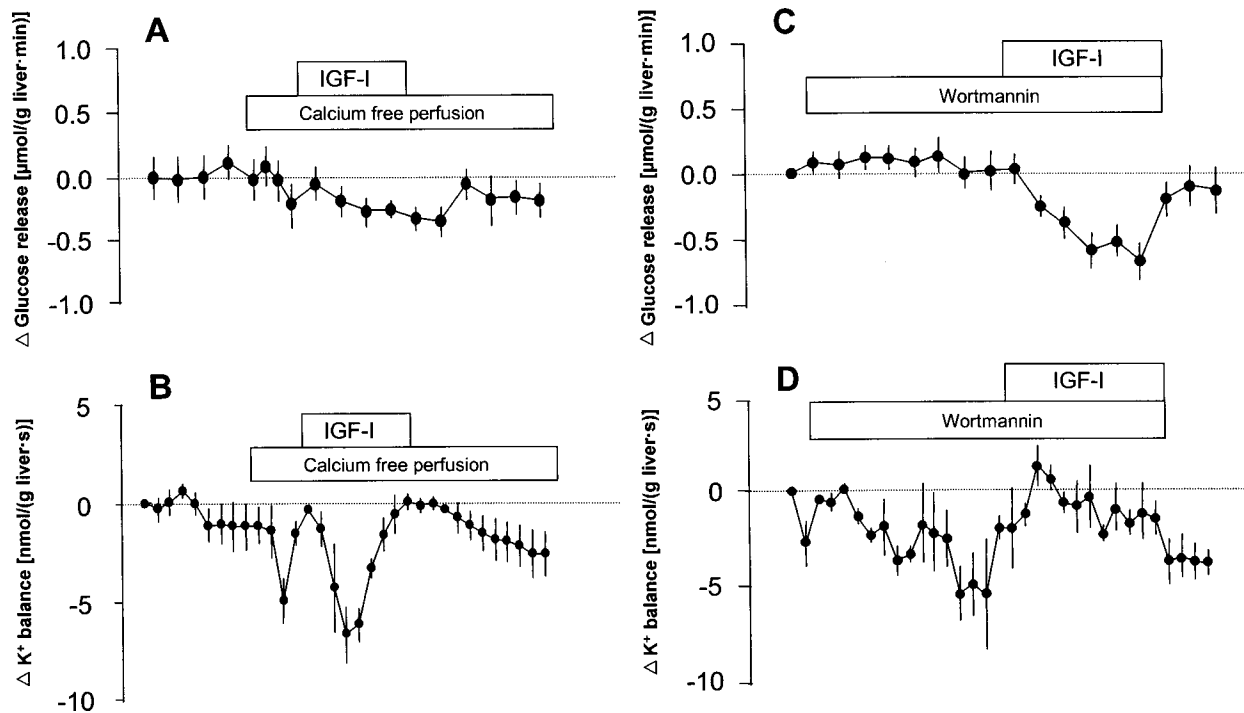 A
△ Glucose release [µmol/(g liver·min)]
1.0
0.5
0.0
-0.5
-1.0
IGF-I
Calcium free perfusion
C
△ Glucose release [µmol/(g liver·min)]
1.0
0.5
0.0
-0.5
-1.0
IGF-I
Wortmannin
B
△ K⁺ balance [nmol/(g liver·s)]
5
0
-5
-10
IGF-I
Calcium free perfusion
D
△ K⁺ balance [nmol/(g liver·s)]
5
0
-5
-10
IGF-I
Wortmannin